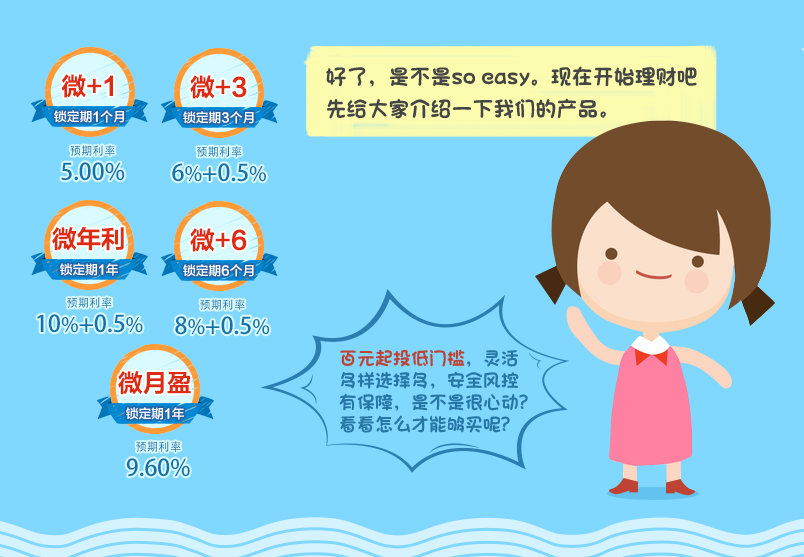 好了，是不是so easy。现在开始理财吧
先给大家介绍一下我们的产品。
微+1
锁定期1个月
预期利率
5.00%
微+3
锁定期3个月
预期利率
6%+0.5%
微年利
锁定期1年
预期利率
10%+0.5%
微+6
锁定期6个月
预期利率
8%+0.5%
微月盈
锁定期1年
预期利率
9.60%
百元起投低门槛，灵活
多样选择多，安全风控
有保障，是不是很心动?
看看怎么才能够买呢?